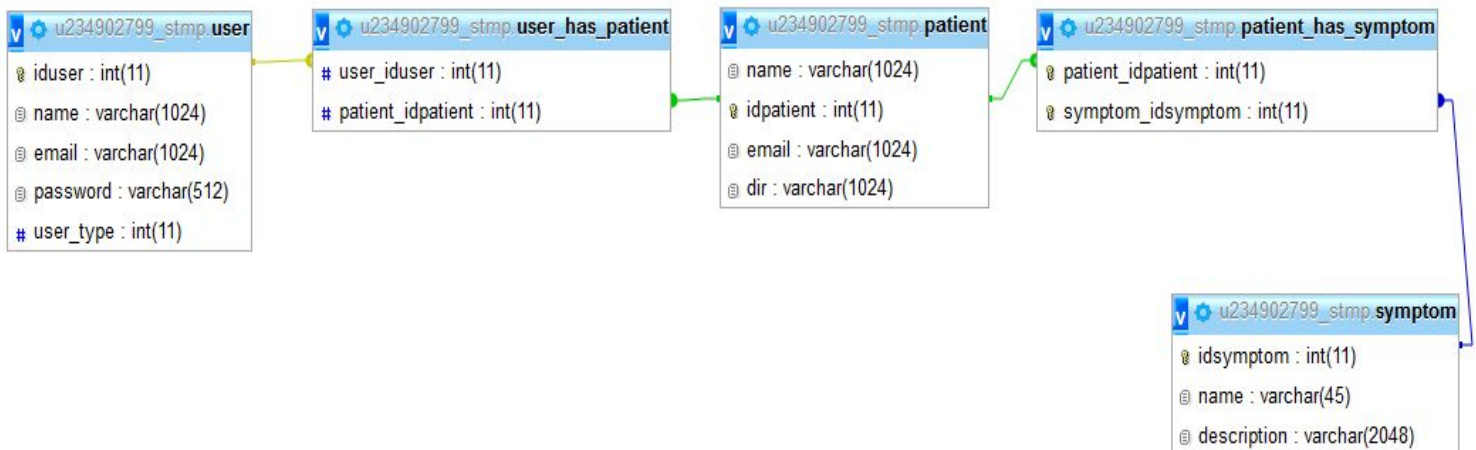 u234902799_stmp.user
iduser : int(11)
name : varchar(1024)
email : varchar(1024)
password : varchar(512)
# user_type : int(11)
u234902799_stmp.user_has_patient
# user_iduser : int(11)
# patient_idpatient : int(11)
u234902799_stmp.patient
name : varchar(1024)
idpatient : int(11)
email : varchar(1024)
dir : varchar(1024)
u234902799_stmp.patient_has_symptom
patient_idpatient : int(11)
symptom_idsymptom : int(11)
u234902799_stmp.symptom
idsymptom : int(11)
name : varchar(45)
description : varchar(2048)